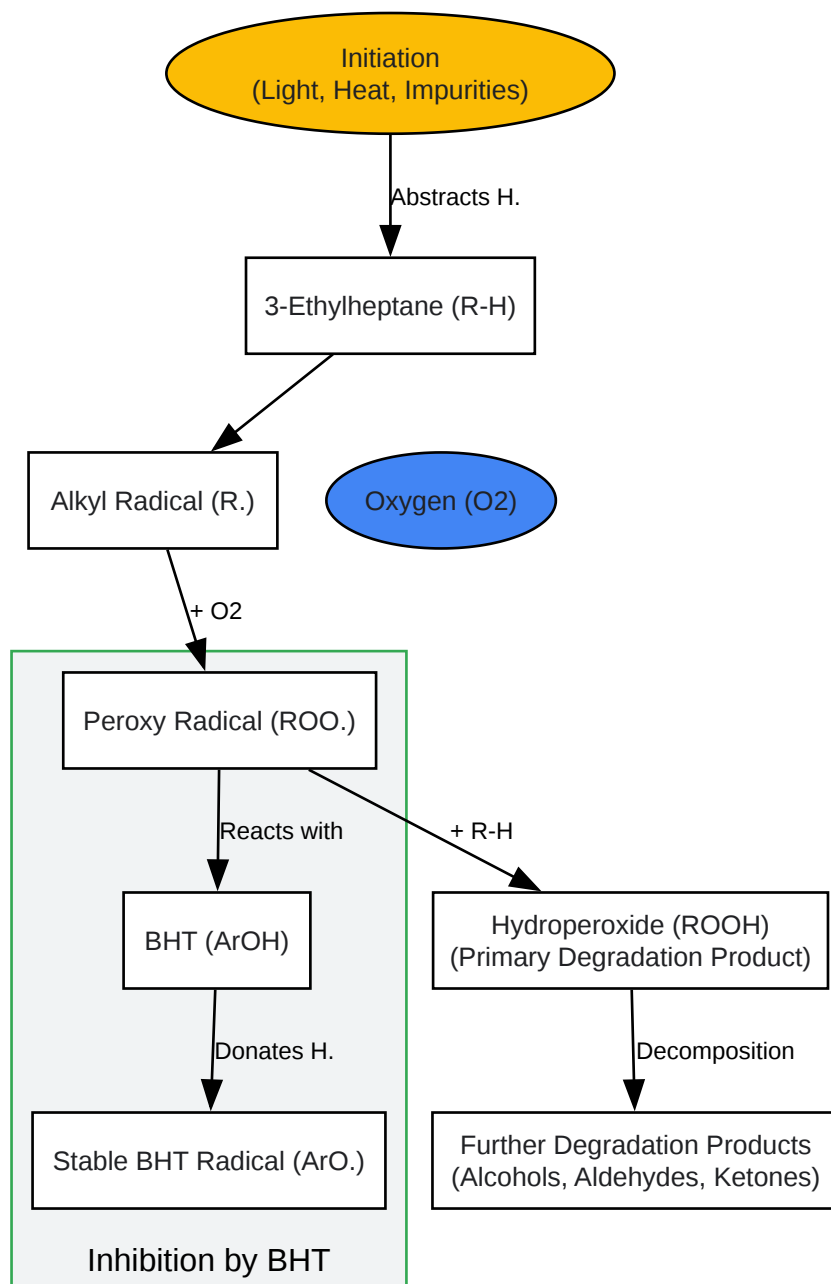 Initiation
(Light, Heat, Impurities)
Abstracts H.
3-Ethylheptane (R-H)
Alkyl Radical (R.)
Oxygen (O2)
+ O2
Peroxy Radical (ROO.)
Reacts with
+ R-H
BHT (ArOH)
Hydroperoxide (ROOH)
(Primary Degradation Product)
Donates H.
Decomposition
Stable BHT Radical (ArO.)
Further Degradation Products
(Alcohols, Aldehydes, Ketones)
Inhibition by BHT